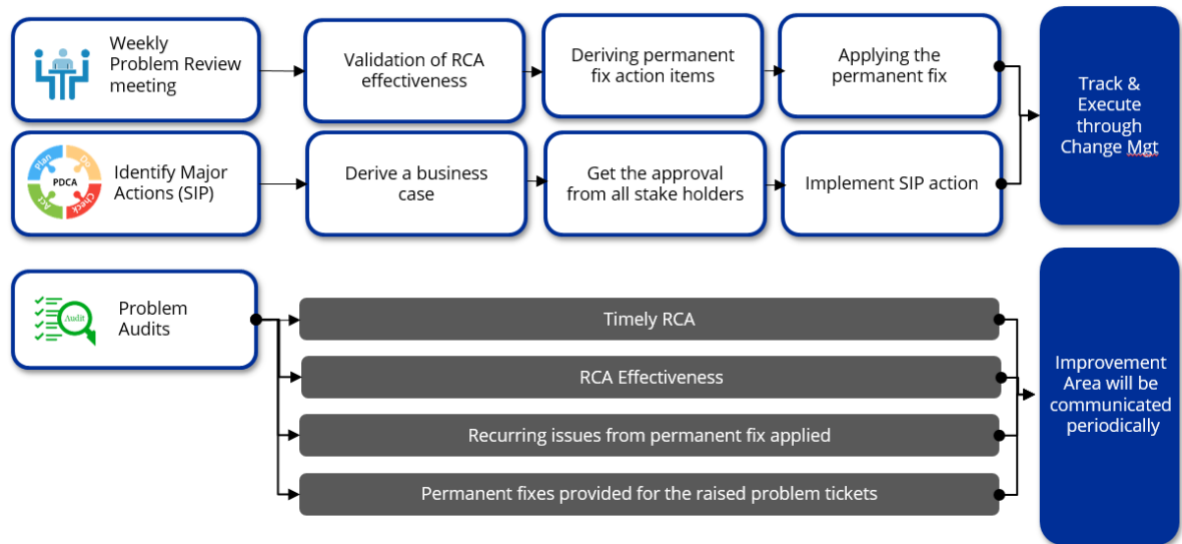 Weekly
Problem Review
meeting
Validation of RCA
effectiveness
Deriving permanent
fix action items
Applying the
permanent fix
Track &
Execute
through
Change Mgt
Plan
Do
PDCA
Act
Check
Identify Major
Actions (SIP)
Derive a business
case
Get the approval
from all stake holders
Implement SIP action
Audit
Problem
Audits
Timely RCA
RCA Effectiveness
Recurring issues from permanent fix applied
Permanent fixes provided for the raised problem tickets
Improvement
Area will be
communicated
periodically